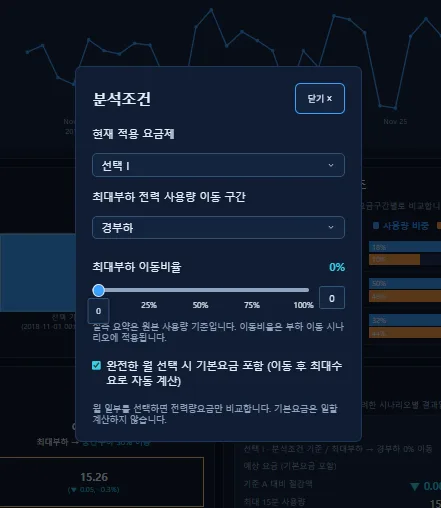 Nov 25
분석조건
닫기 ×
현재 적용 요금제
선택 I
최대부하 전력 사용량 이동 구간
경부하
사용량 비중
18%
최대부하 이동비율
0%
50%
0
25%
50%
75%
100%
0
요약은 원본 사용량 기준입니다. 이동비율은 부하 이동 시나
리오에 적용됩니다.
32%
완전한 월 선택 시 기본요금 포함 (이동 후 최대수
요로 자동 계산)
월 일부를 선택하면 전력량요금만 비교합니다. 기본요금은 일할
계산하지 않습니다.
최대부하 →
선택 I · 분석조건 기준 / 최대부하 → 경부하 0% 이동
예상 요금 (기본요금 포함)
기준 A 대비 절감액
▼ 0.0
최대 15분 사용량
15.26
(▼ 0.05, 0.3%)